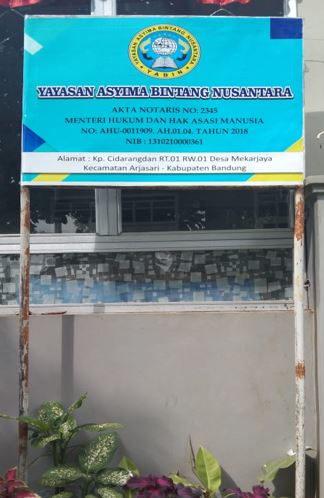 YAYASAN ASYIMA BINTANG NUSANTARA
YABIN
YAYASAN ASYIMA BINTANG NUSANTARA
AKTA NOTARIS NO: 2345
MENTERI HUKUM DAN HAK ASASI MANUSIA
NO: AHU-0011909. AH.01.04. TAHUN 2018
NIB : 1310210000361
Alamat : Kp. Cidarangdan RT.01 RW.01 Desa Mekarjaya
Kecamatan Arjasari - Kabupaten Bandung